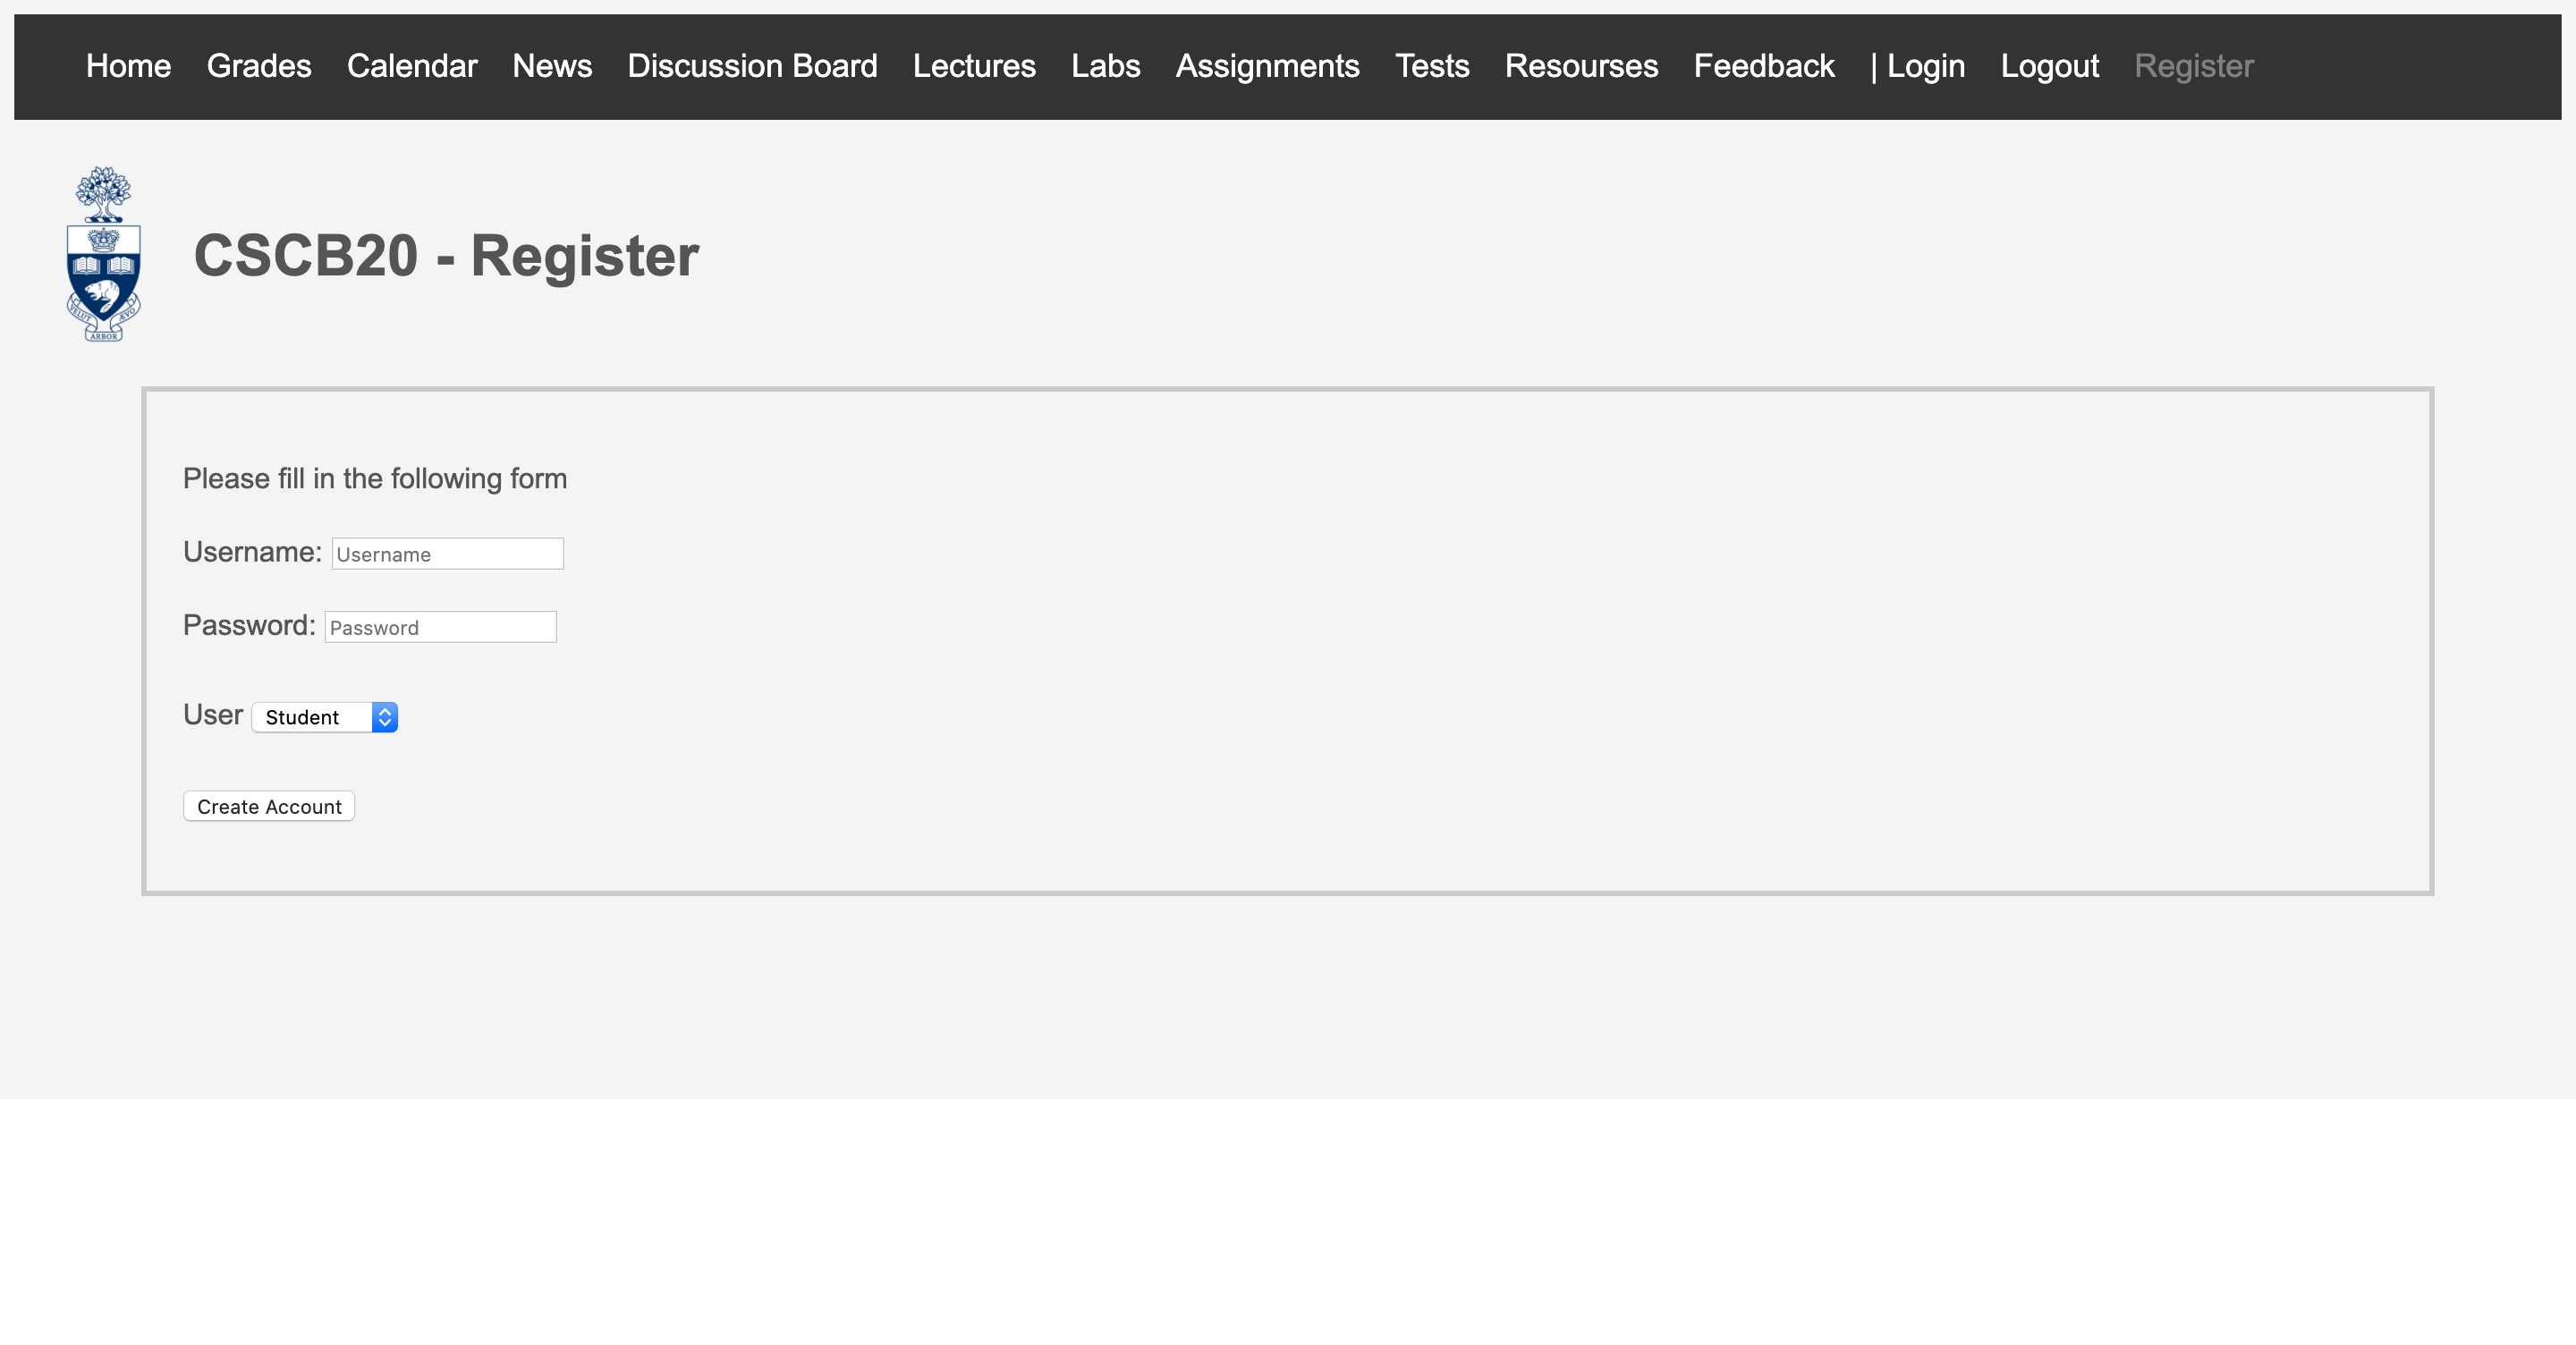 Home Grades Calendar News Discussion Board Lectures Labs Assignments Tests Resourses Feedback | Login Logout Register
VELUT ARBOR ÆVO
CSCB20 - Register
Please fill in the following form
Username: Username
Password: Password
User Student
Create Account